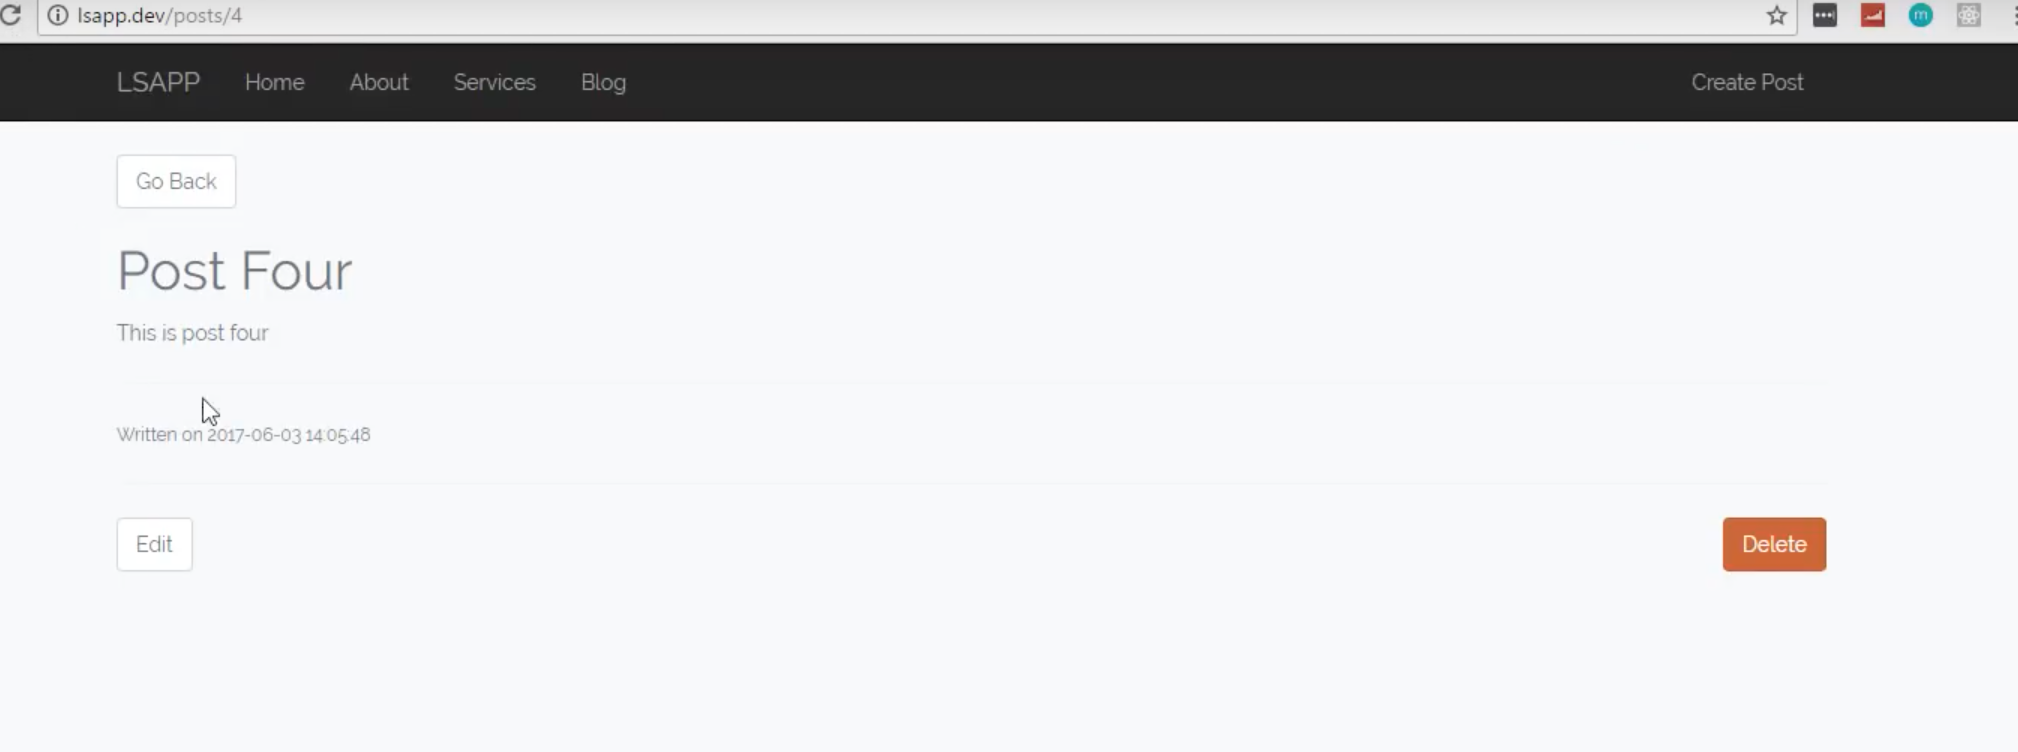 lsapp.dev/posts/4
LSAPP Home About Services Blog Create Post
Go Back
Post Four
This is post four
Written on 2017-06-03 14:05:48
Edit Delete